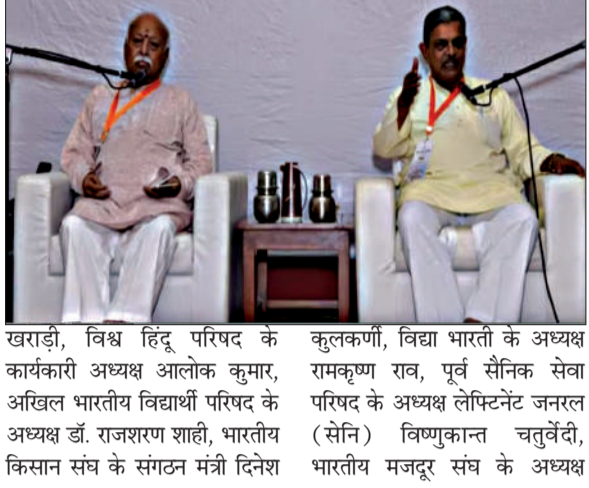 खराड़ी, विश्व हिंदू परिषद के
कार्यकारी अध्यक्ष आलोक कुमार,
अखिल भारतीय विद्यार्थी परिषद के
अध्यक्ष डॉ. राजशरण शाही, भारतीय
किसान संघ के संगठन मंत्री दिनेश
कुलकर्णी, विद्या भारती के अध्यक्ष
रामकृष्ण राव, पूर्व सैनिक सेवा
परिषद के अध्यक्ष लेफ्टिनेंट जनरल
(सेनि) विष्णुकान्त चतुर्वेदी,
भारतीय मजदूर संघ के अध्यक्ष